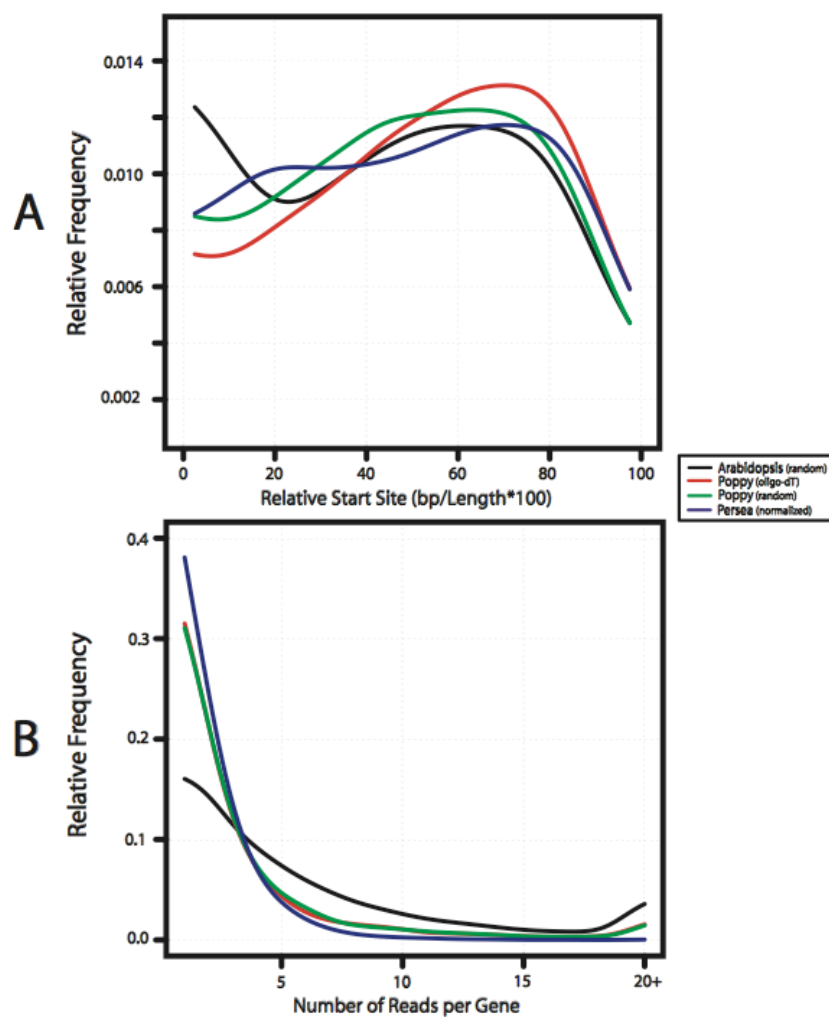 A
Relative Frequency
0.014
0.010
0.006
0.002
0
20
40
60
80
100
Relative Start Site (bp/Length*100)
Arabidopsis (random)
Poppy (oligo-dT)
Poppy (random)
Persea (normalized)
B
Relative Frequency
0.4
0.3
0.2
0.1
0.0
5
10
15
20+
Number of Reads per Gene